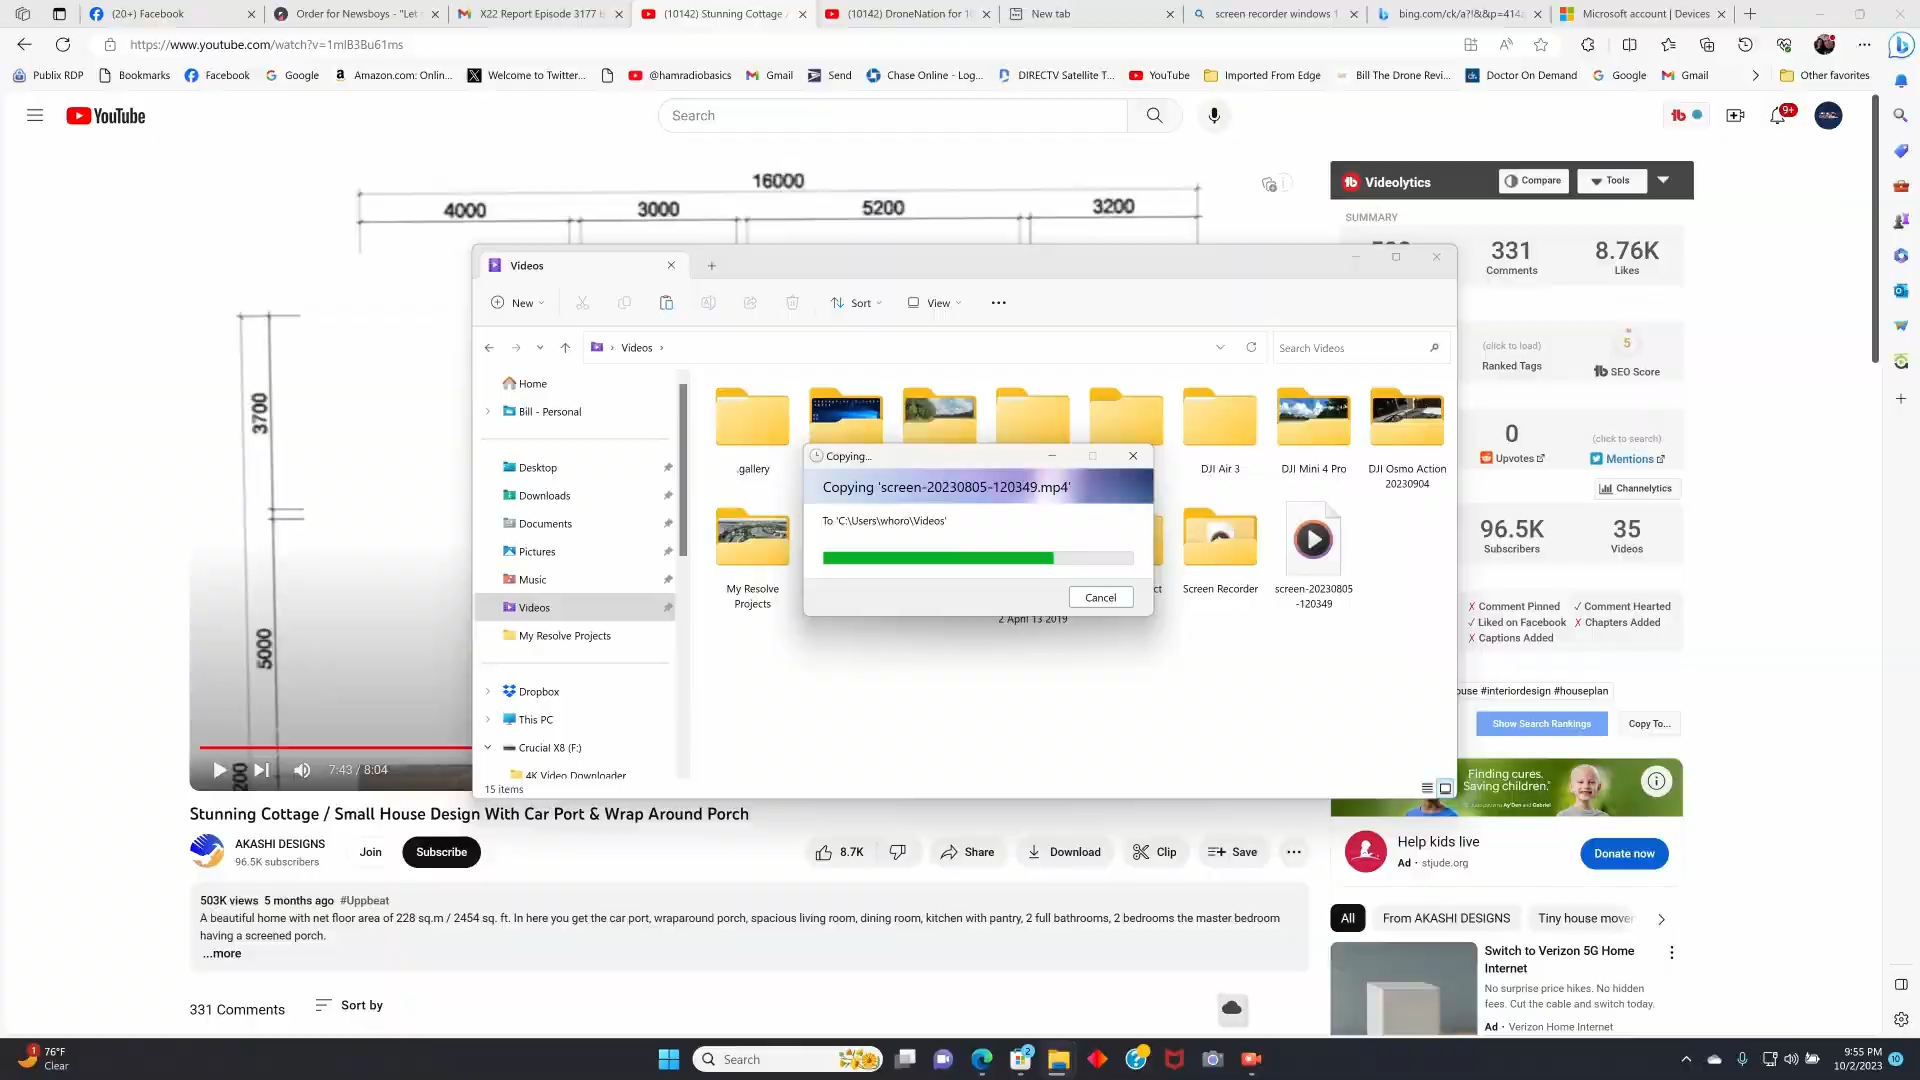 (20+) Facebook
Order for Newsboys - "Let
X22 Report Episode 3177 b
(10142) Stunning Cottage /
(10142) DroneNation for 10
New tab
screen recorder windows 1
bing.com/ck/a?!&&p=414
Microsoft account | Devices
https://www.youtube.com/watch?v=1mlB3Bu61ms
Publix RDP
Bookmarks
Facebook
Google
Amazon.com: Onlin...
Welcome to Twitter...
@hamradiobasics
Gmail
Send
Chase Online - Log...
DIRECTV Satellite T...
YouTube
Imported From Edge
Bill The Drone Revi...
Doctor On Demand
Google
Gmail
Other favorites
YouTube
Search
9+
16000
4000
3000
5200
3200
3700
5000
200
Videolytics
Compare
Tools
SUMMARY
331
Comments
8.76K
Likes
(click to load)
Ranked Tags
5
SEO Score
0
Upvotes
(click to search)
Mentions
Channelytics
96.5K
Subscribers
35
Videos
✗ Comment Pinned
✓ Comment Hearted
✓ Liked on Facebook
✗ Chapters Added
✗ Captions Added
ouse #interiordesign #houseplan
Show Search Rankings
Copy To...
Videos
New
Sort
View
Videos
Search Videos
Home
Bill - Personal
Desktop
Downloads
Documents
Pictures
Music
Videos
My Resolve Projects
Dropbox
This PC
Crucial X8 (F:)
4K Video Downloader
15 items
.gallery
DJI Air 3
DJI Mini 4 Pro
DJI Osmo Action
20230904
My Resolve
Projects
ct
2 April 13 2019
Screen Recorder
screen-20230805
-120349
Copying...
Copying 'screen-20230805-120349.mp4'
To 'C:\Users\whoro\Videos'
Cancel
7:43 / 8:04
Stunning Cottage / Small House Design With Car Port & Wrap Around Porch
AKASHI DESIGNS
96.5K subscribers
Join
Subscribe
8.7K
Share
Download
Clip
Save
503K views 5 months ago #Uppbeat
A beautiful home with net floor area of 228 sq.m / 2454 sq. ft. In here you get the car port, wraparound porch, spacious living room, dining room, kitchen with pantry, 2 full bathrooms, 2 bedrooms the master bedroom
having a screened porch.
...more
331 Comments
Sort by
Finding cures.
Saving children.
Help kids live
Ad · stjude.org
Donate now
All
From AKASHI DESIGNS
Tiny house mover
Switch to Verizon 5G Home
Internet
No surprise price hikes. No hidden
fees. Cut the cable and switch today.
Ad · Verizon Home Internet
1
76°F
Clear
Search
2
9:55 PM
10/2/2023
10